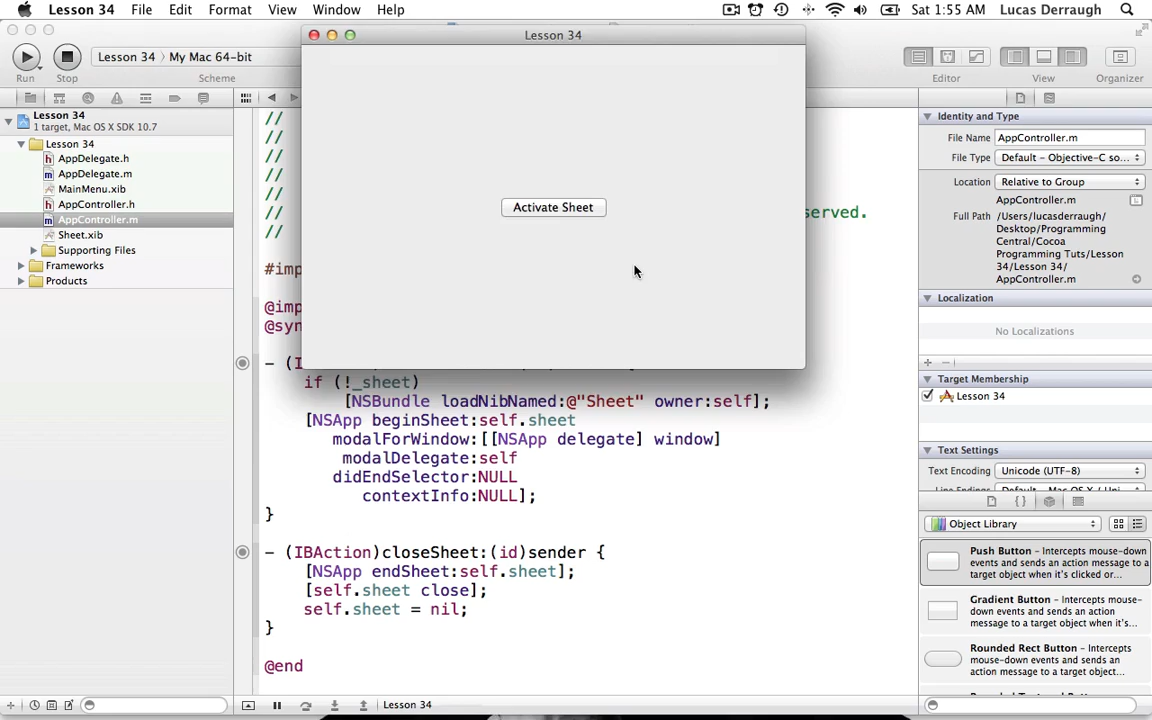 Lesson 34 File Edit Format View Window Help Sat 1:55 AM Lucas Derraugh
Lesson 34
Lesson 34 〉 My Mac 64-bit
Run Stop Scheme Editor View Organizer
Lesson 34
1 target, Mac OS X SDK 10.7
Lesson 34
AppDelegate.h
AppDelegate.m
MainMenu.xib
AppController.h
AppController.m
Sheet.xib
Supporting Files
Frameworks
Products
Activate Sheet
//
//
//
//
//
// served.
//
#imp
@imp
@syn
- (I
if (!_sheet)
[NSBundle loadNibNamed:@"Sheet" owner:self];
[NSApp beginSheet:self.sheet
modalForWindow:[[NSApp delegate] window]
modalDelegate:self
didEndSelector:NULL
contextInfo:NULL];
}
- (IBAction)closeSheet:(id)sender {
[NSApp endSheet:self.sheet];
[self.sheet close];
self.sheet = nil;
}
@end
Lesson 34
Identity and Type
File Name AppController.m
File Type Default - Objective-C so...
Location Relative to Group
AppController.m
Full Path /Users/lucasderraugh/
Desktop/Programming
Central/Cocoa
Programming Tuts/Lesson
34/Lesson 34/
AppController.m
Localization
No Localizations
Target Membership
Lesson 34
Text Settings
Text Encoding Unicode (UTF-8)
Object Library
Push Button - Intercepts mouse-down
events and sends an action message to a
target object when it's clicked or...
Gradient Button - Intercepts mouse-
down events and sends an action
message to a target object when it's...
Rounded Rect Button - Intercepts
mouse-down events and sends an
action message to a target object...